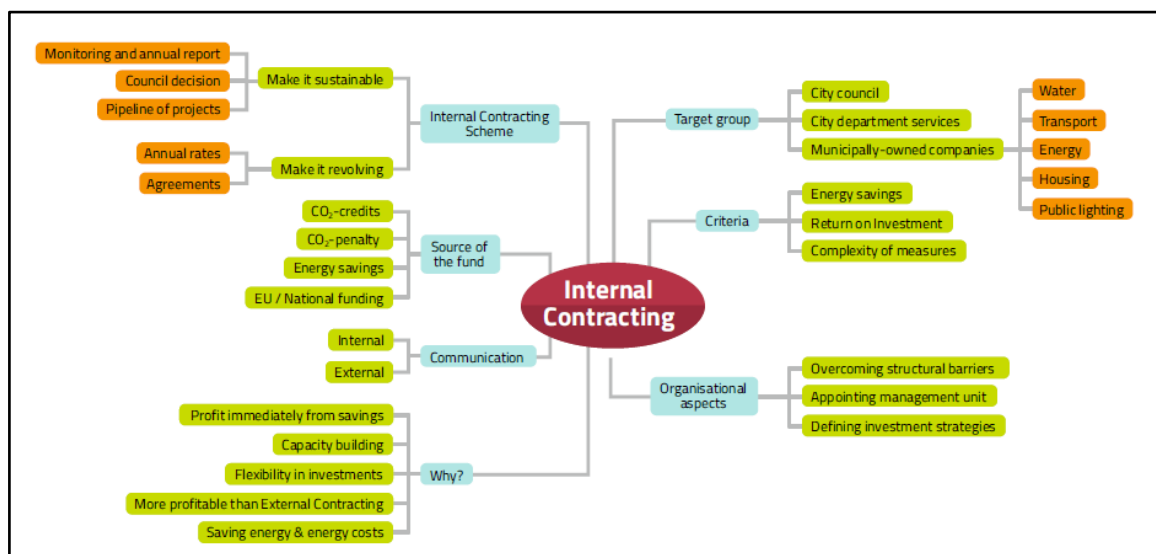 Monitoring and annual report
Council decision
Pipeline of projects
Make it sustainable
Annual rates
Agreements
Make it revolving
Internal Contracting
Scheme
CO₂-credits
CO₂-penalty
Energy savings
EU / National funding
Source of
the fund
Internal
External
Communication
Profit immediately from savings
Capacity building
Flexibility in investments
More profitable than External Contracting
Saving energy & energy costs
Why?
Internal
Contracting
Target group
City council
City department services
Municipally-owned companies
Water
Transport
Energy
Housing
Public lighting
Criteria
Energy savings
Return on Investment
Complexity of measures
Organisational
aspects
Overcoming structural barriers
Appointing management unit
Defining investment strategies